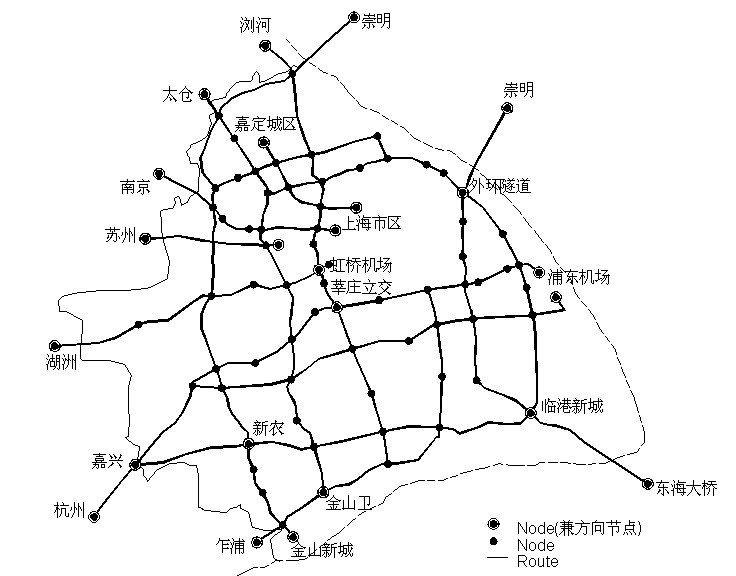 浏河
崇明
太仓
崇明
嘉定城区
南京
外环隧道
苏州
上海市区
虹桥机场
莘庄立交
浦东机场
湖洲
临港新城
新农
嘉兴
东海大桥
杭州
金山卫
乍浦
金山新城
Node(兼方向节点)
Node
Route